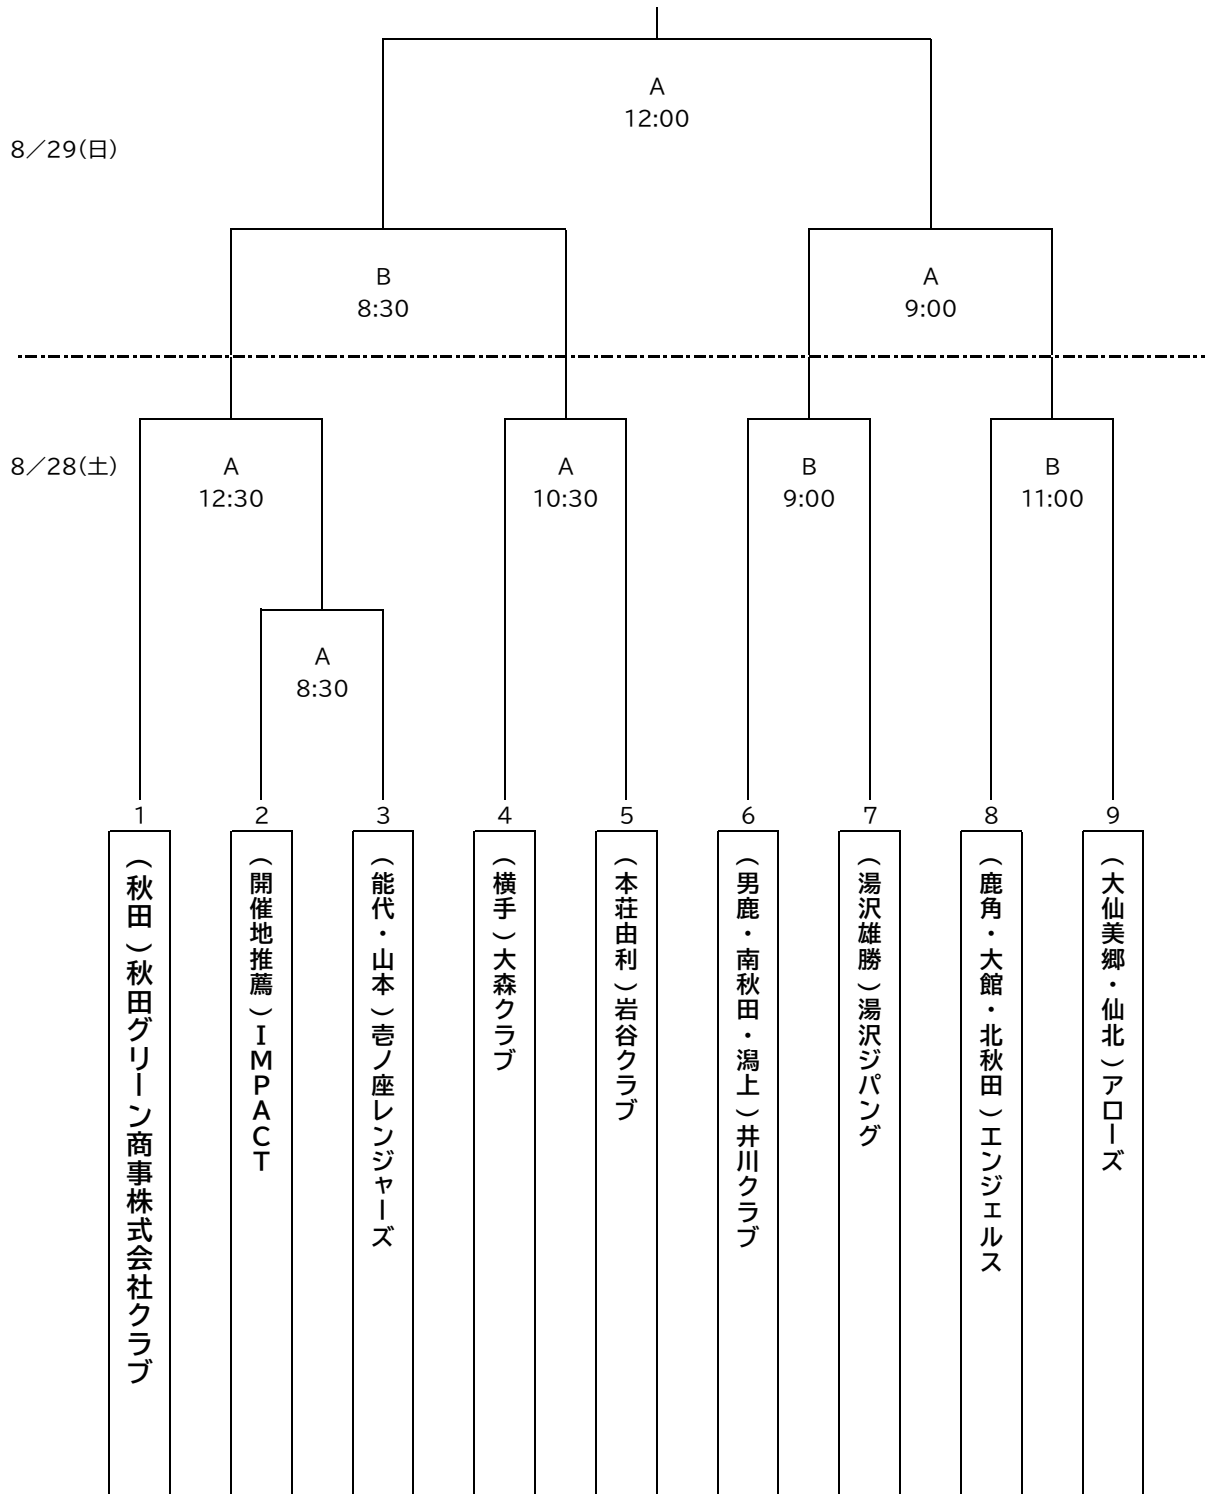 A
12:00
8／29(日)
B
8:30
A
9:00
8／28(土)
A
12:30
A
10:30
B
9:00
B
11:00
A
8:30
1
2
3
4
5
6
7
8
9
（秋田）秋田グリーン商事株式会社クラブ
（開催地推薦）ＩＭＰＡＣＴ
（能代・山本）壱ノ座レンジャーズ
（横手）大森クラブ
（本荘由利）岩谷クラブ
（男鹿・南秋田・潟上）井川クラブ
（湯沢雄勝）湯沢ジパング
（鹿角・大館・北秋田）エンジェルス
（大仙美郷・仙北）アローズ